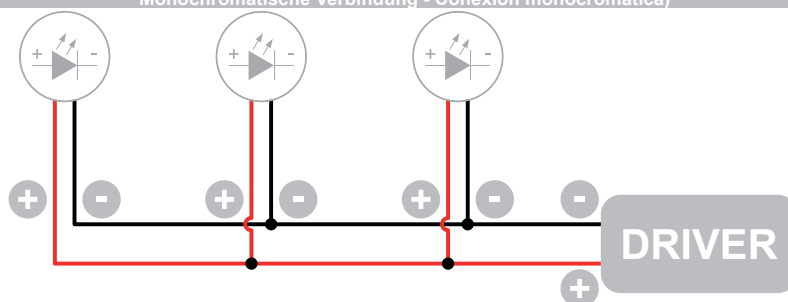 Monochromatische Verbindung - Conexión monocromática)
+ - + - + -
+ - + - + - -
DRIVER
+